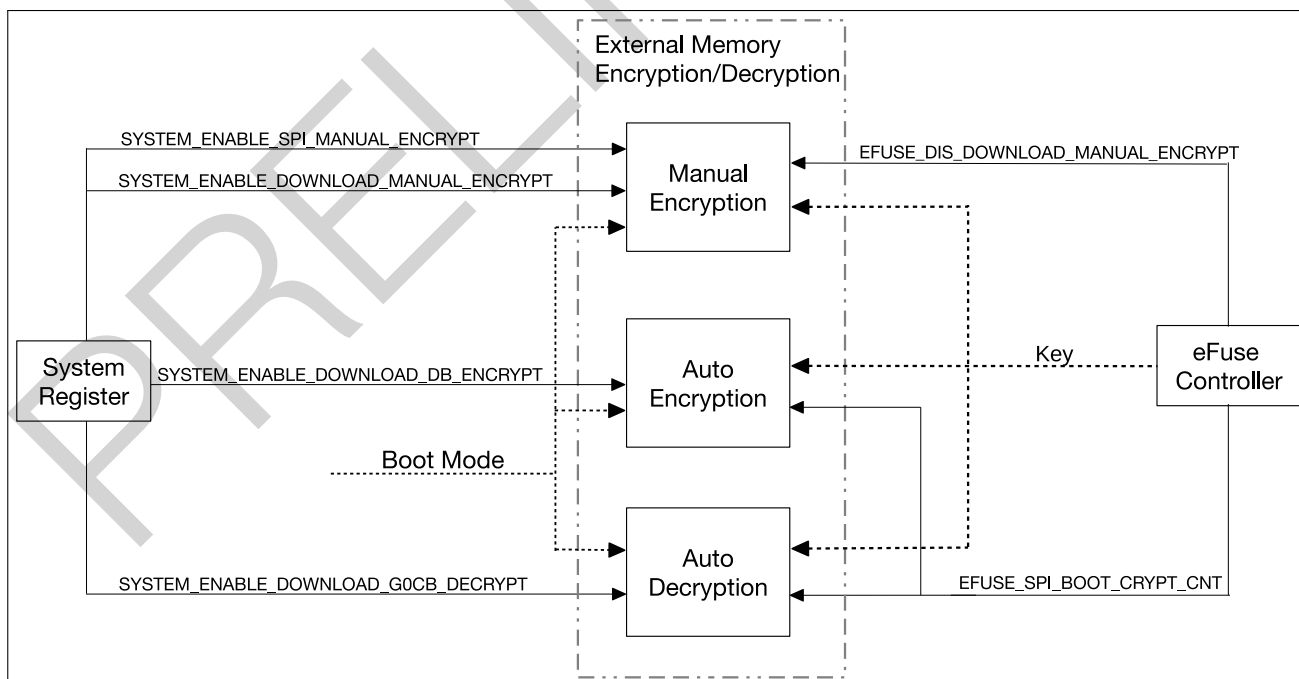 External Memory
Encryption/Decryption
SYSTEM_ENABLE_SPI_MANUAL_ENCRYPT
SYSTEM_ENABLE_DOWNLOAD_MANUAL_ENCRYPT
Manual
Encryption
EFUSE_DIS_DOWNLOAD_MANUAL_ENCRYPT
System
Register
SYSTEM_ENABLE_DOWNLOAD_DB_ENCRYPT
Auto
Encryption
Key
eFuse
Controller
Boot Mode
Auto
Decryption
SYSTEM_ENABLE_DOWNLOAD_G0CB_DECRYPT
EFUSE_SPI_BOOT_CRYPT_CNT